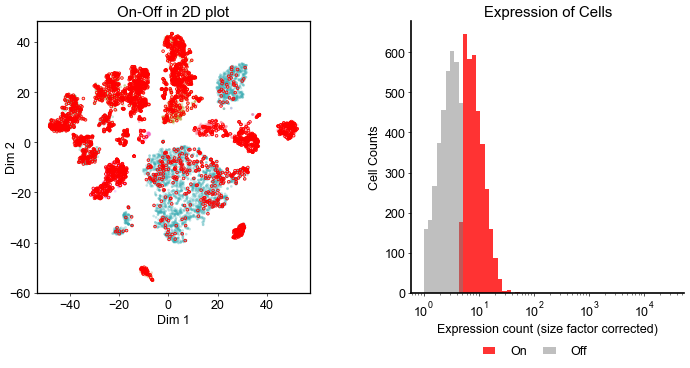 On-Off in 2D plot
Expression of Cells
40
20
0
−20
−40
−60
Dim 2
−40 −20 0 20 40
Dim 1
600
500
400
300
200
100
0
Cell Counts
10^0 10^1 10^2 10^3 10^4
Expression count (size factor corrected)
On Off